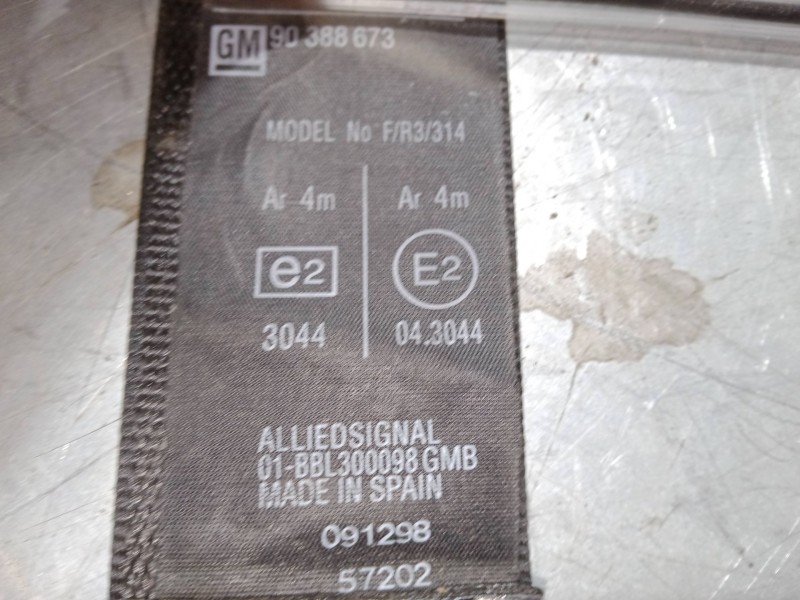 GM 90 388 673
MODEL No F/R3/314
Ar 4m Ar 4m
e2 E2
3044 04.3044
ALLIEDSIGNAL
01-BBL300098 GMB
MADE IN SPAIN
091298
57202